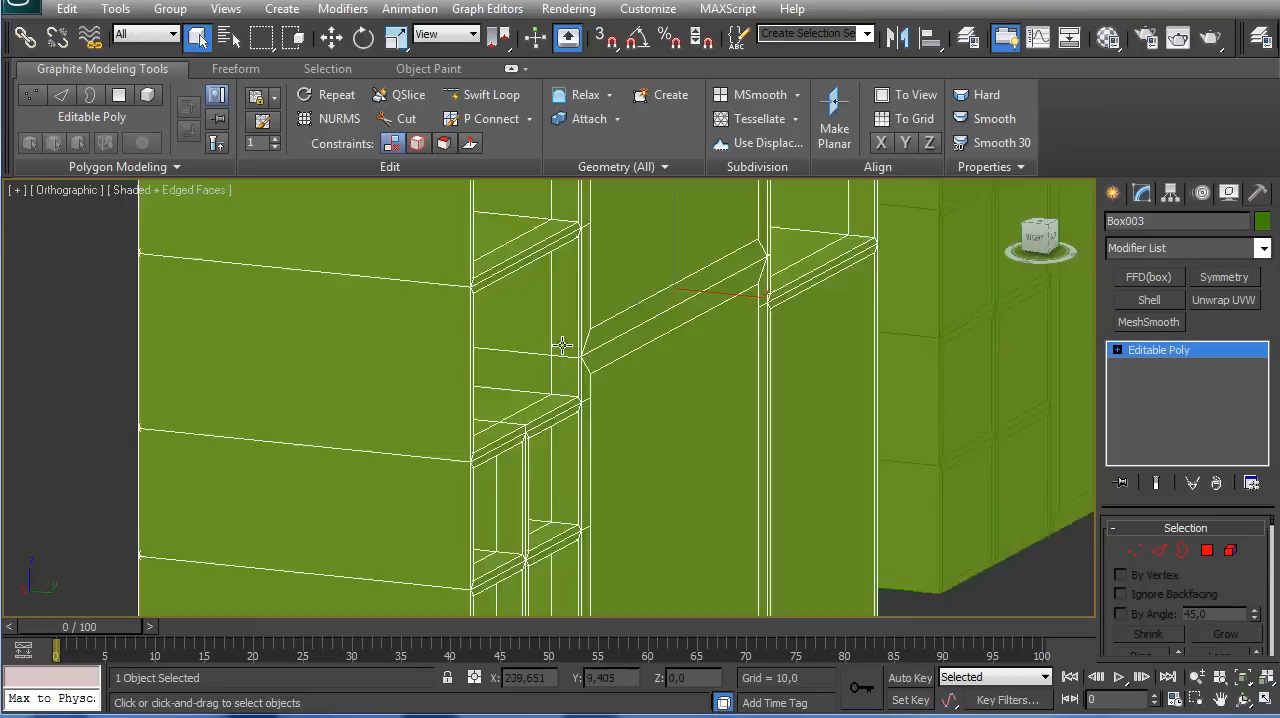 Edit Tools Group Views Create Modifiers Animation Graph Editors Rendering Customize MAXScript Help
All View Create Selection Se
Graphite Modeling Tools Freeform Selection Object Paint
Repeat QSlice Swift Loop Relax Create MSmooth To View Hard
Editable Poly NURMS Cut P Connect Attach Tessellate Make Planar To Grid Smooth
1 Constraints: Use Displac... X Y Z Smooth 30
Polygon Modeling Edit Geometry (All) Subdivision Align Properties
[ + ] [ Orthographic ] [ Shaded + Edged Faces ]
RIGHT
Box003
Modifier List
FFD(box) Symmetry
Shell Unwrap UVW
MeshSmooth
Editable Poly
Selection
By Vertex
Ignore Backfacing
By Angle: 45,0
Shrink Grow
z
x y
0 / 100
0 5 10 15 20 25 30 35 40 45 50 55 60 65 70 75 80 85 90 95 100
1 Object Selected X: 239,651 Y: 9,405 Z: 0,0 Grid = 10,0 Auto Key Selected
Max to Physc: Click or click-and-drag to select objects Add Time Tag Set Key Key Filters... 0